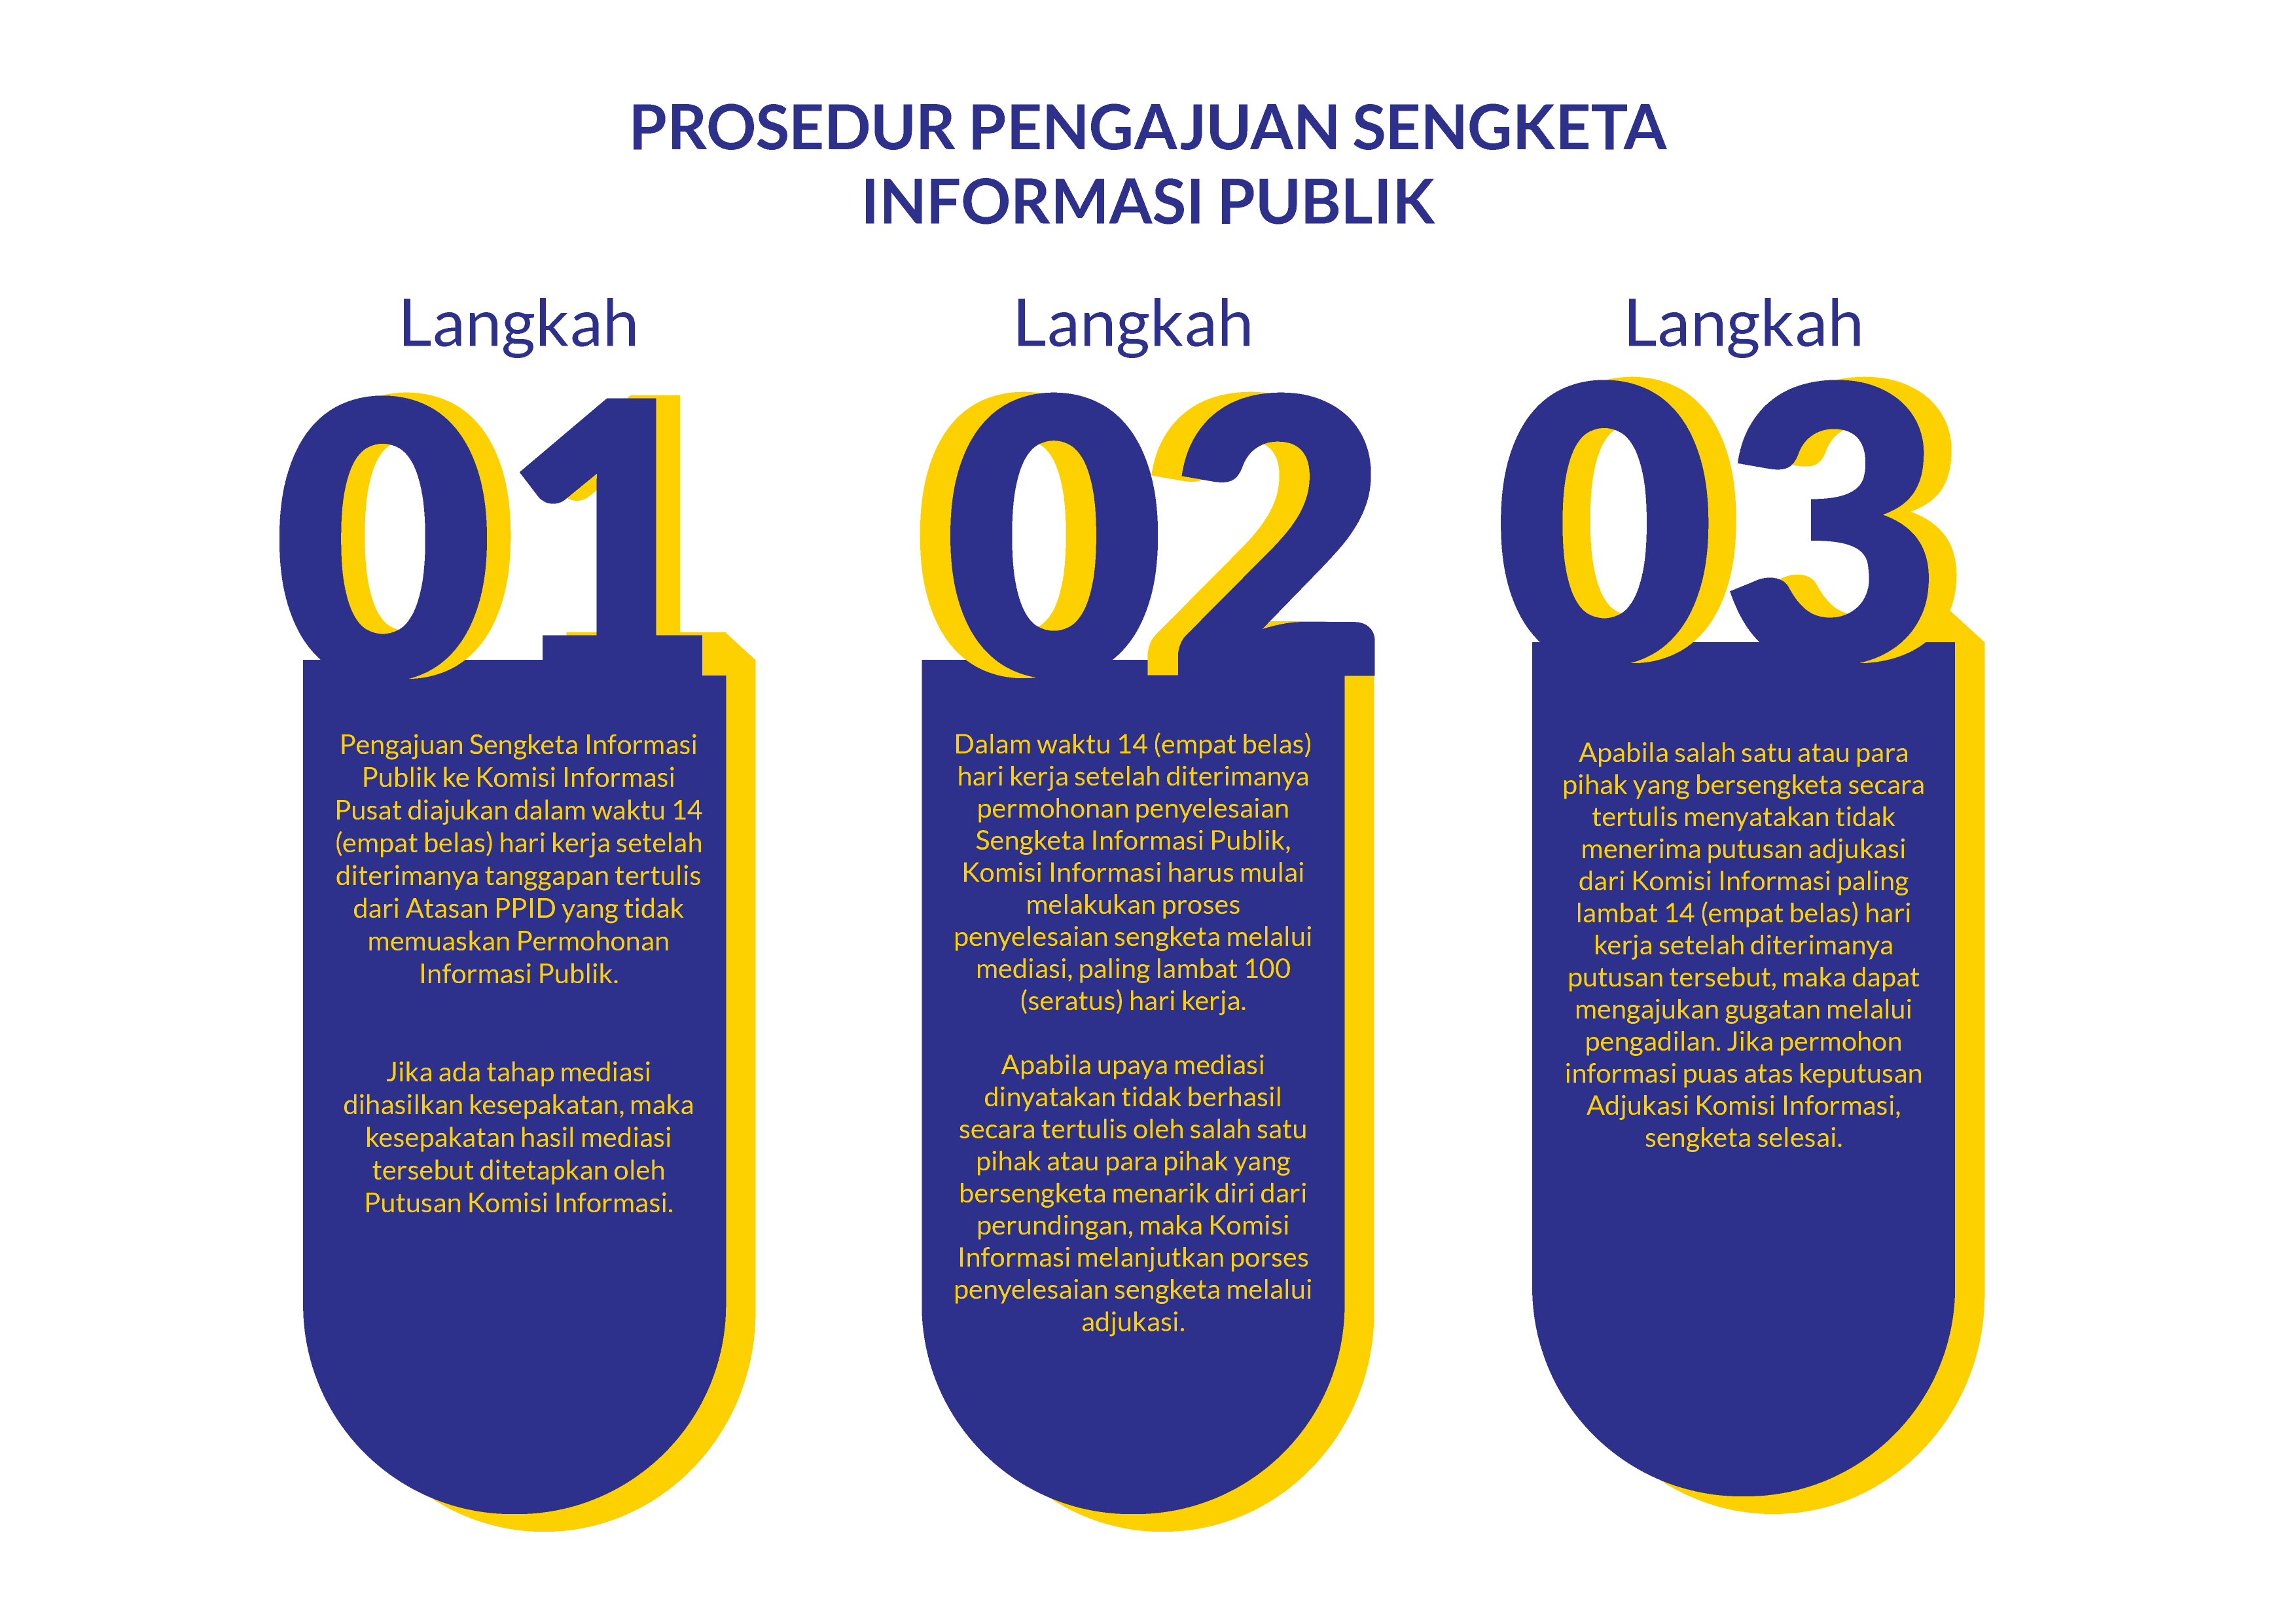 PROSEDUR PENGAJUAN SENGKETA
INFORMASI PUBLIK
Langkah
01
Pengajuan Sengketa Informasi
Publik ke Komisi Informasi
Pusat diajukan dalam waktu 14
(empat belas) hari kerja setelah
diterimanya tanggapan tertulis
dari Atasan PPID yang tidak
memuaskan Permohonan
Informasi Publik.
Jika ada tahap mediasi
dihasilkan kesepakatan, maka
kesepakatan hasil mediasi
tersebut ditetapkan oleh
Putusan Komisi Informasi.
Langkah
02
Dalam waktu 14 (empat belas)
hari kerja setelah diterimanya
permohonan penyelesaian
Sengketa Informasi Publik,
Komisi Informasi harus mulai
melakukan proses
penyelesaian sengketa melalui
mediasi, paling lambat 100
(seratus) hari kerja.
Apabila upaya mediasi
dinyatakan tidak berhasil
secara tertulis oleh salah satu
pihak atau para pihak yang
bersengketa menarik diri dari
perundingan, maka Komisi
Informasi melanjutkan porses
penyelesaian sengketa melalui
adjukasi.
Langkah
03
Apabila salah satu atau para
pihak yang bersengketa secara
tertulis menyatakan tidak
menerima putusan adjukasi
dari Komisi Informasi paling
lambat 14 (empat belas) hari
kerja setelah diterimanya
putusan tersebut, maka dapat
mengajukan gugatan melalui
pengadilan. Jika permohon
informasi puas atas keputusan
Adjukasi Komisi Informasi,
sengketa selesai.